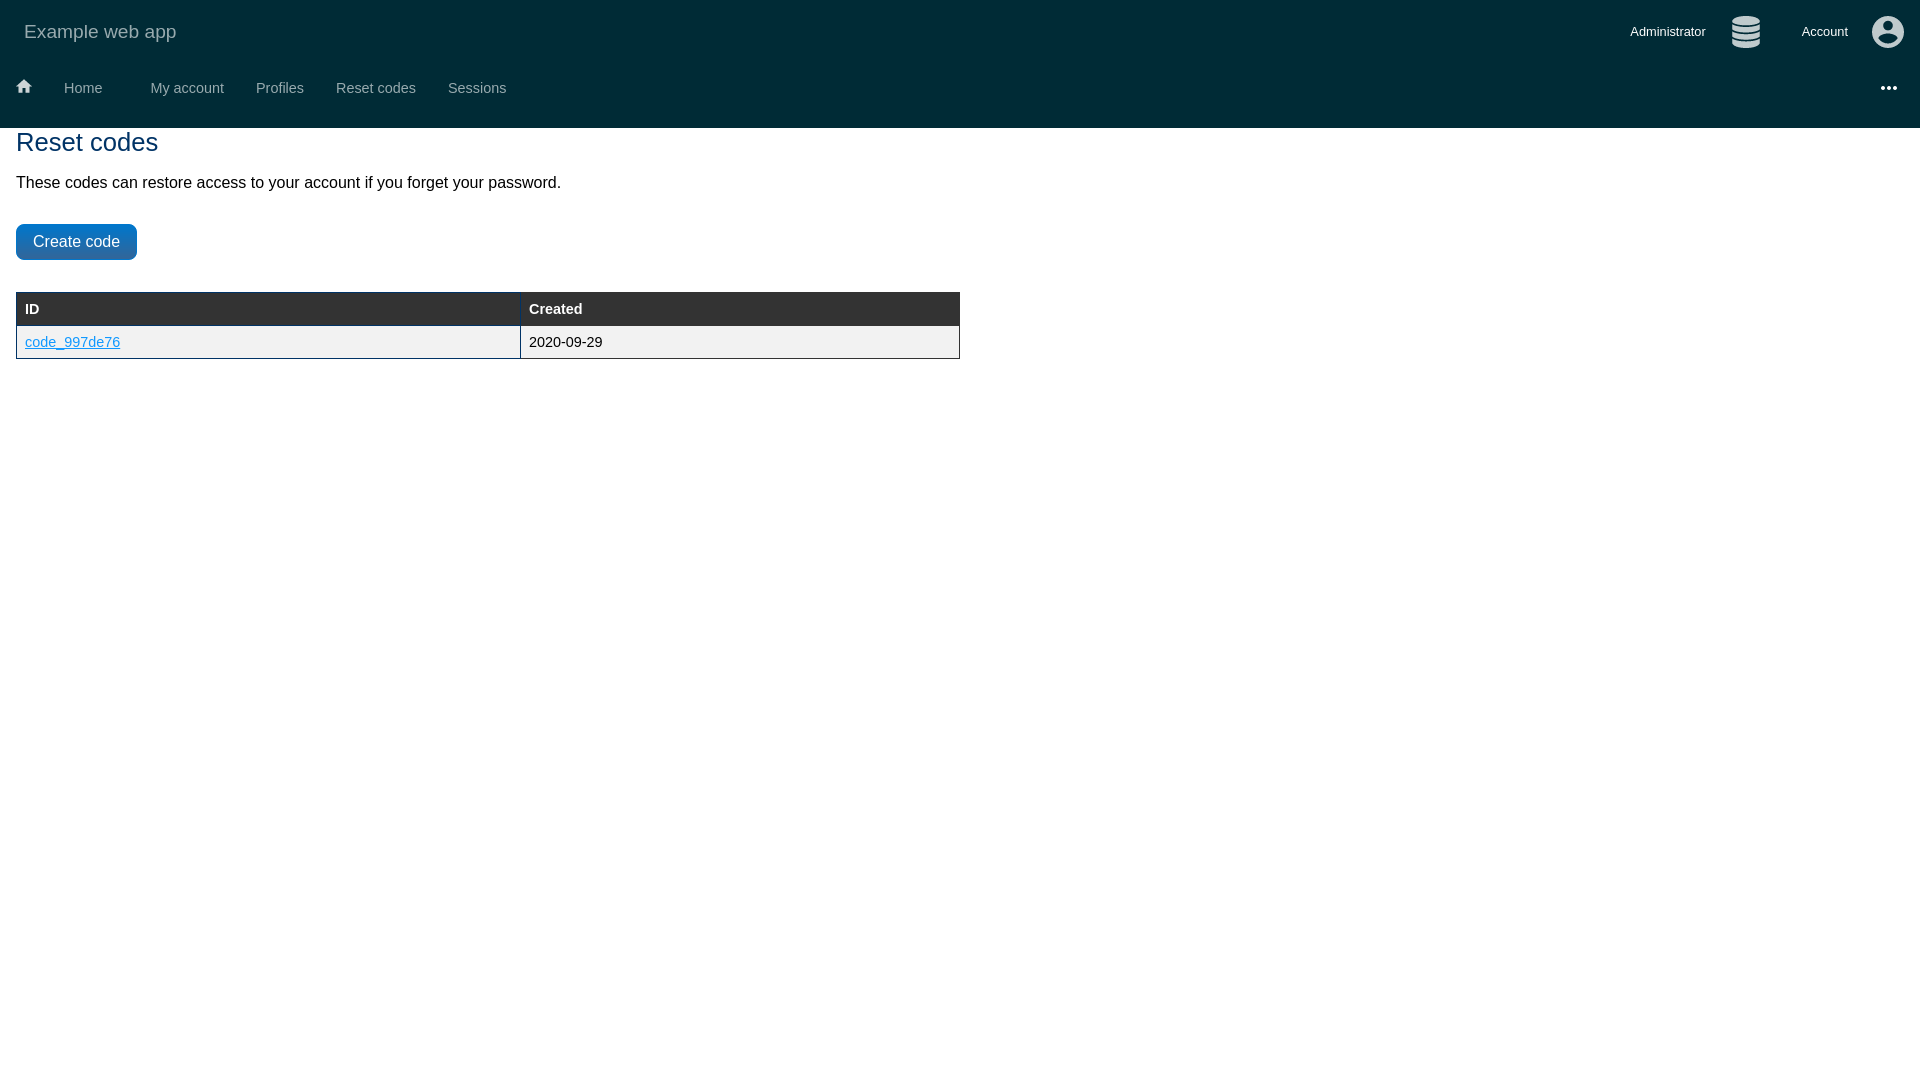 Example web app
Administrator
Account
Home
My account
Profiles
Reset codes
Sessions
Reset codes
These codes can restore access to your account if you forget your password.
Create code
ID Created
code_997de76 2020-09-29